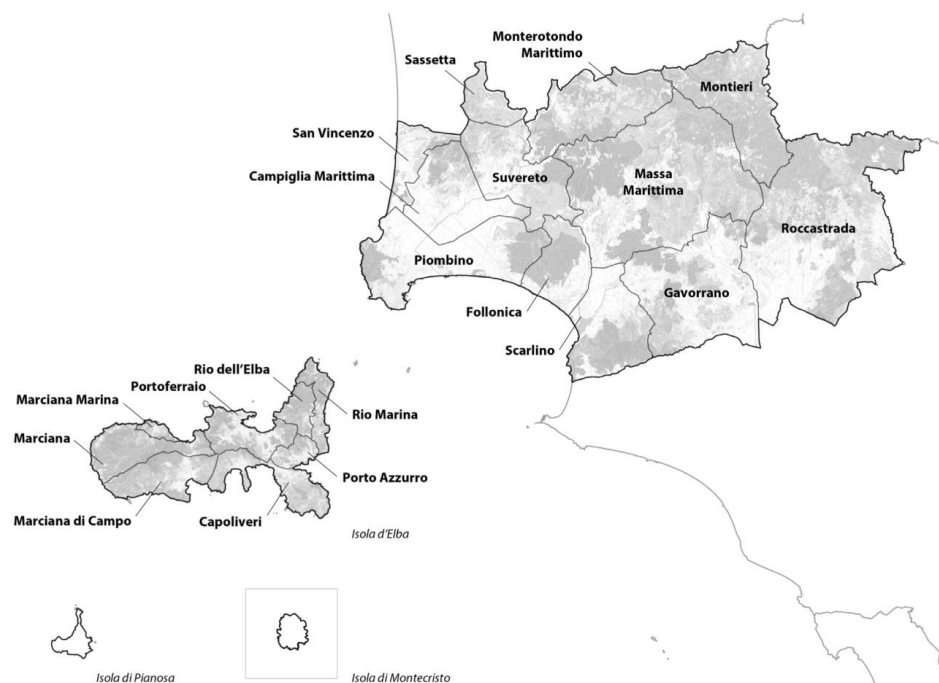 Monterotondo
Marittimo
Sassetta
Montieri
San Vincenzo
Campiglia Marittima
Suvereto
Massa
Marittima
Roccastrada
Piombino
Gavorrano
Follonica
Scarlino
Rio dell'Elba
Portoferraio
Marciana Marina
Rio Marina
Marciana
Porto Azzurro
Marciana di Campo
Capoliveri
Isola d'Elba
Isola di Pianosa
Isola di Montecristo